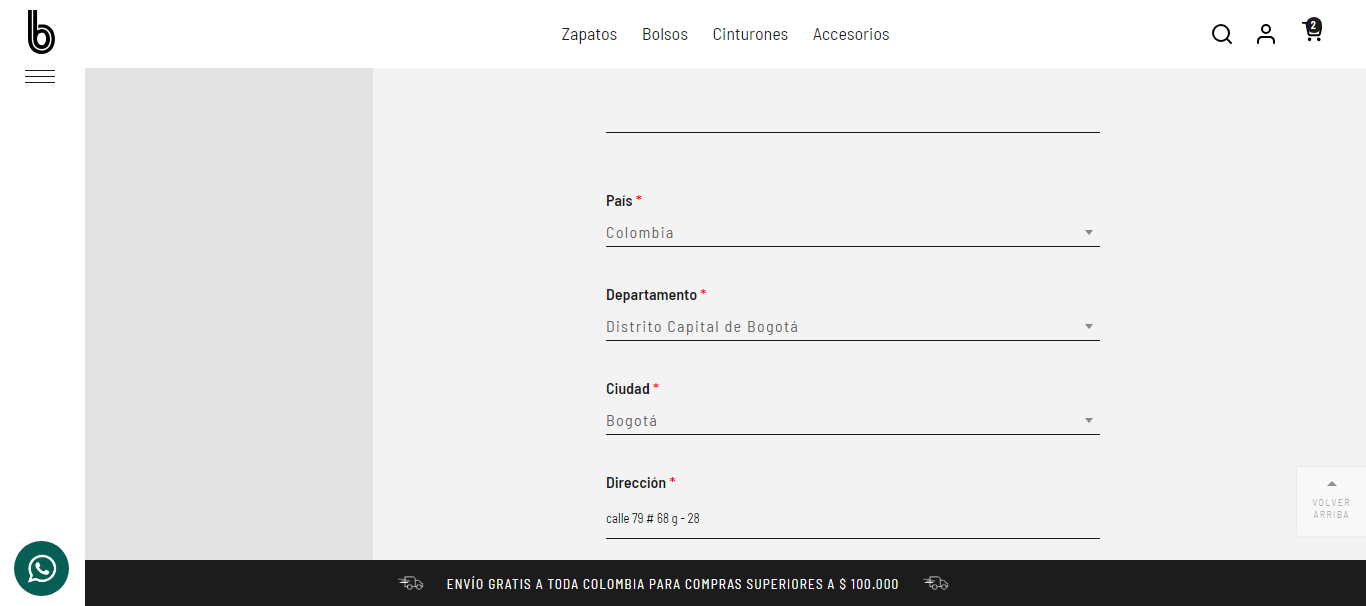 b
Zapatos Bolsos Cinturones Accesorios
2
País *
Colombia
Departamento *
Distrito Capital de Bogotá
Ciudad *
Bogotá
Dirección *
calle 79 # 68 g - 28
VOLVER
ARRIBA
ENVÍO GRATIS A TODA COLOMBIA PARA COMPRAS SUPERIORES A $ 100.000